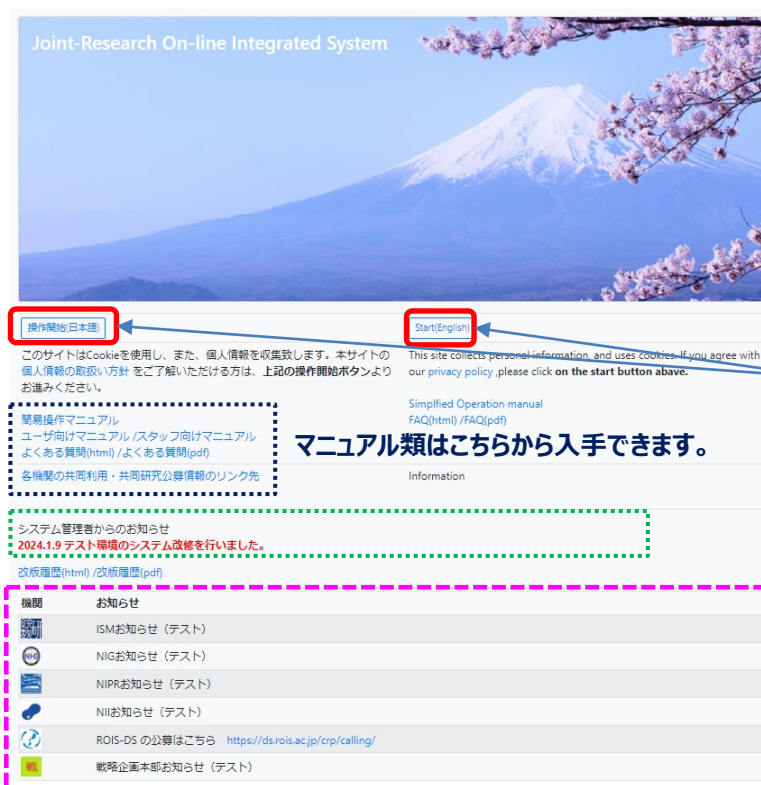 Joint-Research On-line Integrated System
操作開始(日本語)
このサイトはCookieを使用し、また、個人情報を収集致します。本サイトの
個人情報の取扱い方針 をご了解いただける方は、上記の操作開始ボタンより
お進みください。
簡易操作マニュアル
ユーザ向けマニュアル /スタッフ向けマニュアル
よくある質問(html) /よくある質問(pdf)
各機関の共同利用・共同研究公募情報のリンク先
Start(English)
This site collects personal information, and uses cookies. If you agree with
our privacy policy ,please click on the start button abave.
Simplfied Operation manual
FAQ(html) /FAQ(pdf)
マニュアル類はこちらから入手できます。
Information
システム管理者からのお知らせ
2024.1.9 テスト環境のシステム改修を行いました。
改版履歴(html) /改版履歴(pdf)
機関 お知らせ
ISMお知らせ（テスト）
NIG NIGお知らせ（テスト）
NIPRお知らせ（テスト）
NIIお知らせ（テスト）
ROIS-DS の公募はこちら https://ds.rois.ac.jp/crp/calling/
戦 戦略企画本部お知らせ（テスト）